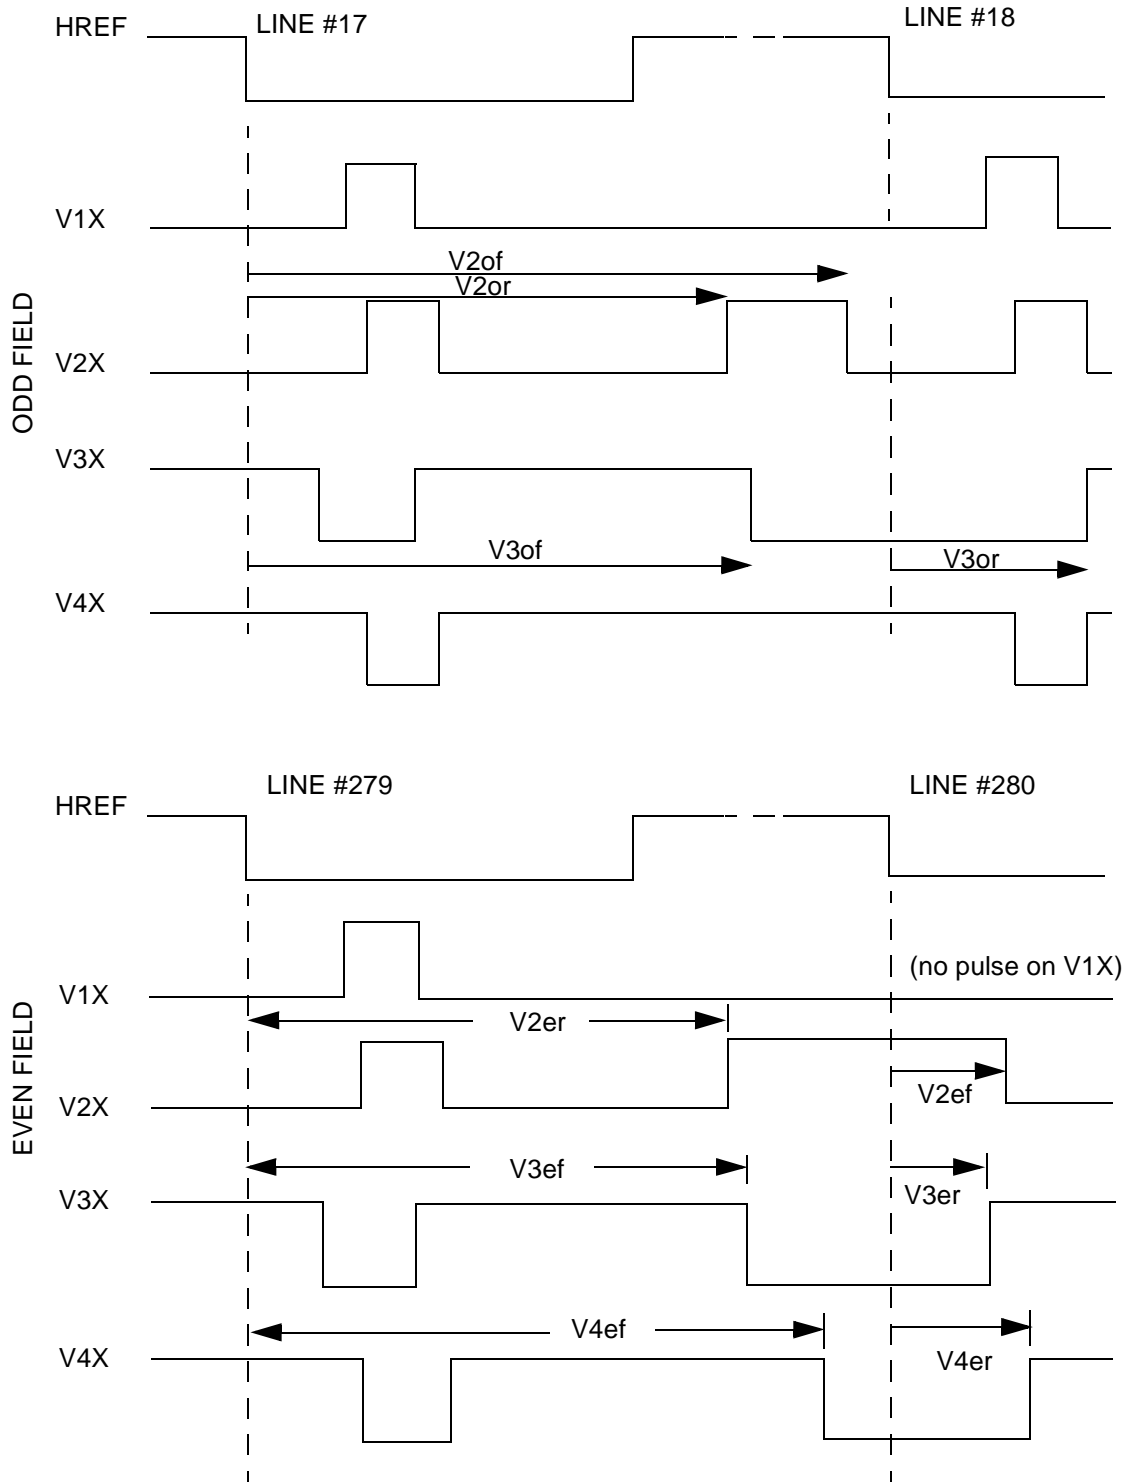 HREF
LINE #17
LINE #18
V1X
V2of
V2or
ODD FIELD
V2X
V3X
V3of
V3or
V4X
LINE #279
LINE #280
HREF
(no pulse on V1X)
V1X
V2er
EVEN FIELD
V2ef
V2X
V3ef
V3er
V3X
V4ef
V4X
V4er